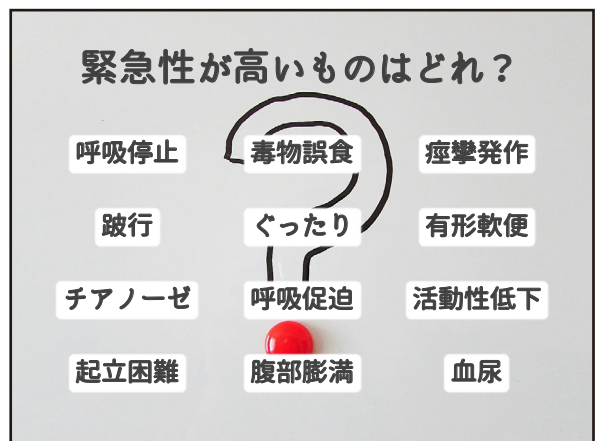 緊急性が高いものはどれ？
呼吸停止
毒物誤食
痙攣発作
跛行
ぐったり
有形軟便
チアノーゼ
呼吸促迫
活動性低下
起立困難
腹部膨満
血尿